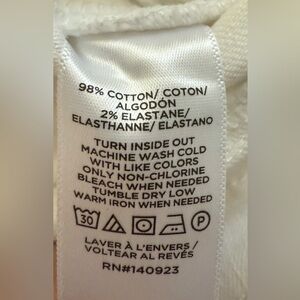 98% COTTON/ COTON/
ALGODÓN
2% ELASTANE/
ELASTHANNE/ ELASTANO
TURN INSIDE OUT
MACHINE WASH COLD
WITH LIKE COLORS
ONLY NON-CHLORINE
BLEACH WHEN NEEDED
TUMBLE DRY LOW
WARM IRON WHEN NEEDED
30 P
LAVER À L'ENVERS /
VOLTEAR AL REVÉS
RN#140923